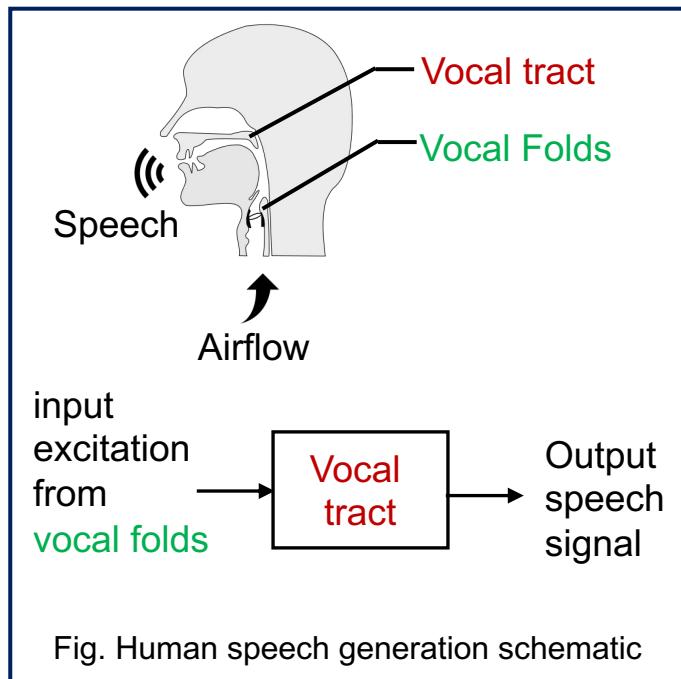 Vocal tract
Vocal Folds
Speech
Airflow
input
excitation
from
vocal folds
Vocal
tract
Output
speech
signal
Fig. Human speech generation schematic